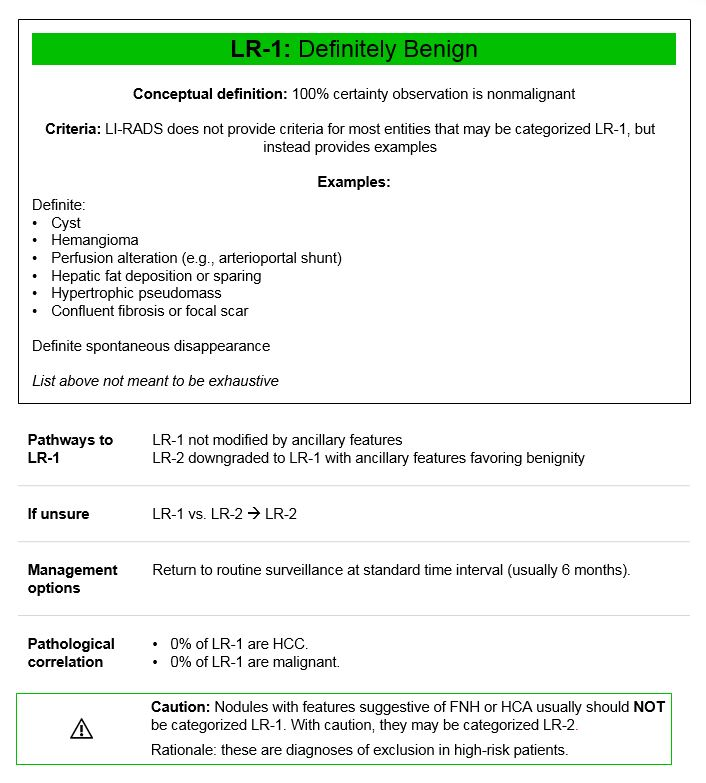 LR-1: Definitely Benign
Conceptual definition: 100% certainty observation is nonmalignant
Criteria: LI-RADS does not provide criteria for most entities that may be categorized LR-1, but
instead provides examples
Examples:
Definite:
• Cyst
• Hemangioma
• Perfusion alteration (e.g., arterioportal shunt)
• Hepatic fat deposition or sparing
• Hypertrophic pseudomass
• Confluent fibrosis or focal scar
Definite spontaneous disappearance
List above not meant to be exhaustive
Pathways to
LR-1
LR-1 not modified by ancillary features
LR-2 downgraded to LR-1 with ancillary features favoring benignity
If unsure
LR-1 vs. LR-2 → LR-2
Management
options
Return to routine surveillance at standard time interval (usually 6 months).
Pathological
correlation
• 0% of LR-1 are HCC.
• 0% of LR-1 are malignant.
Caution: Nodules with features suggestive of FNH or HCA usually should NOT
be categorized LR-1. With caution, they may be categorized LR-2.
Rationale: these are diagnoses of exclusion in high-risk patients.